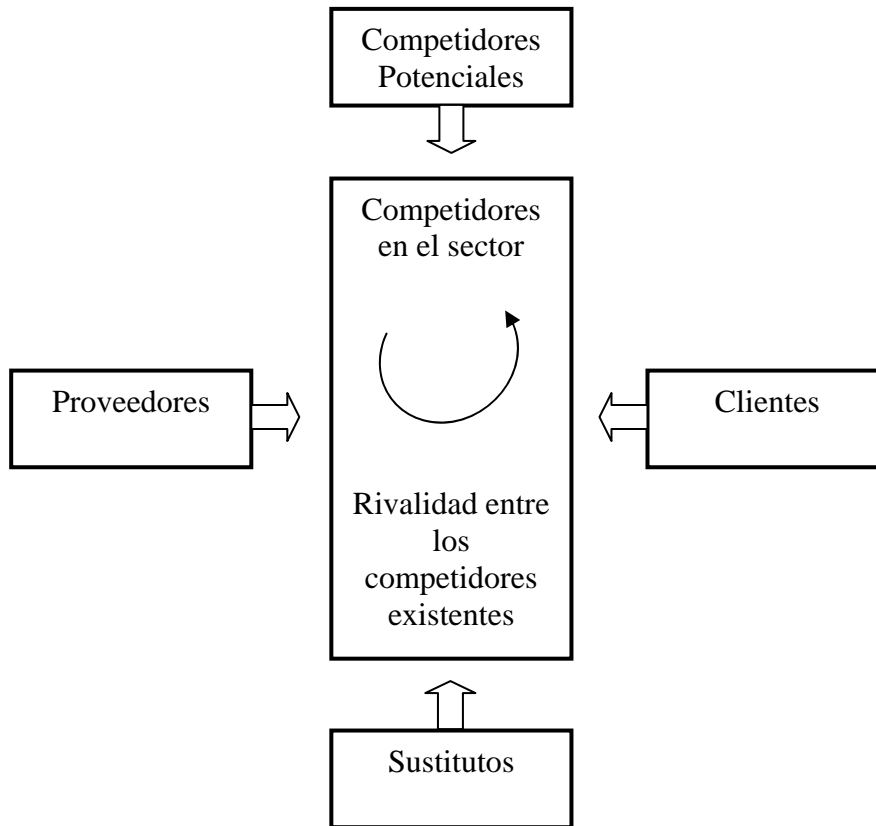 Competidores
Potenciales
Competidores
en el sector
Proveedores
Clientes
Rivalidad entre
los
competidores
existentes
Sustitutos